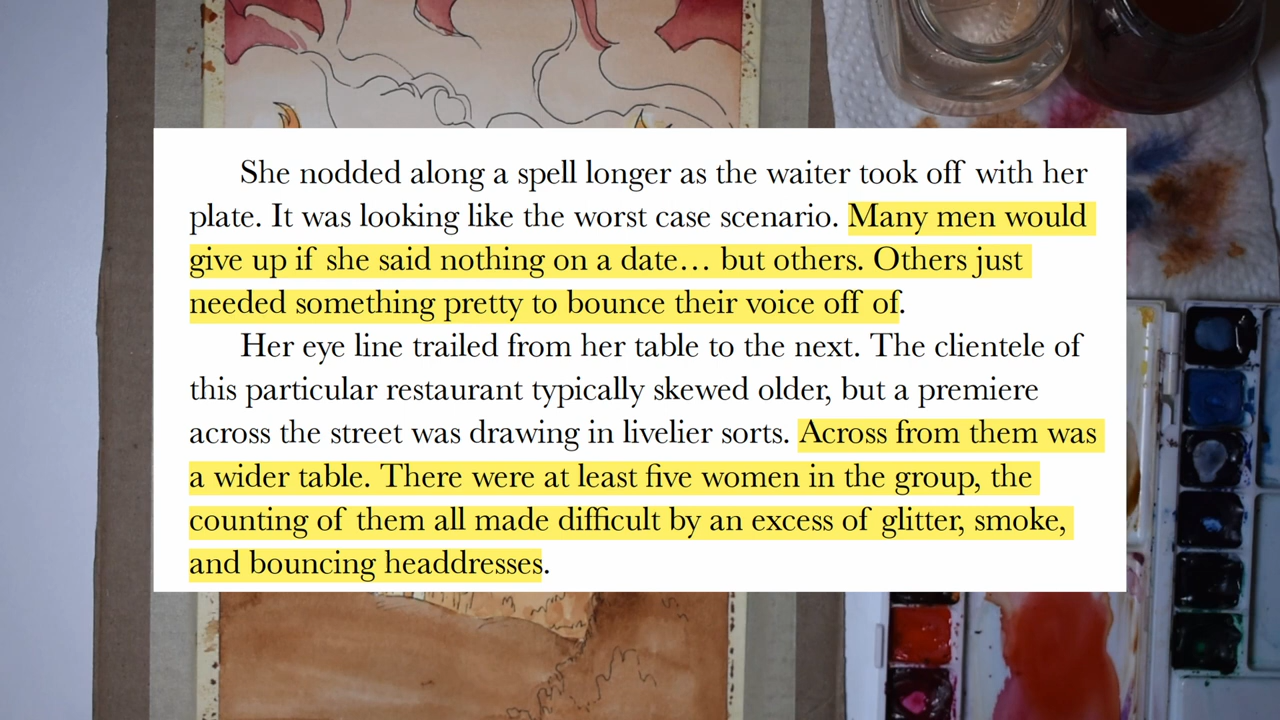 She nodded along a spell longer as the waiter took off with her
plate. It was looking like the worst case scenario. Many men would
give up if she said nothing on a date… but others. Others just
needed something pretty to bounce their voice off of.
Her eye line trailed from her table to the next. The clientele of
this particular restaurant typically skewed older, but a premiere
across the street was drawing in livelier sorts. Across from them was
a wider table. There were at least five women in the group, the
counting of them all made difficult by an excess of glitter, smoke,
and bouncing headdresses.